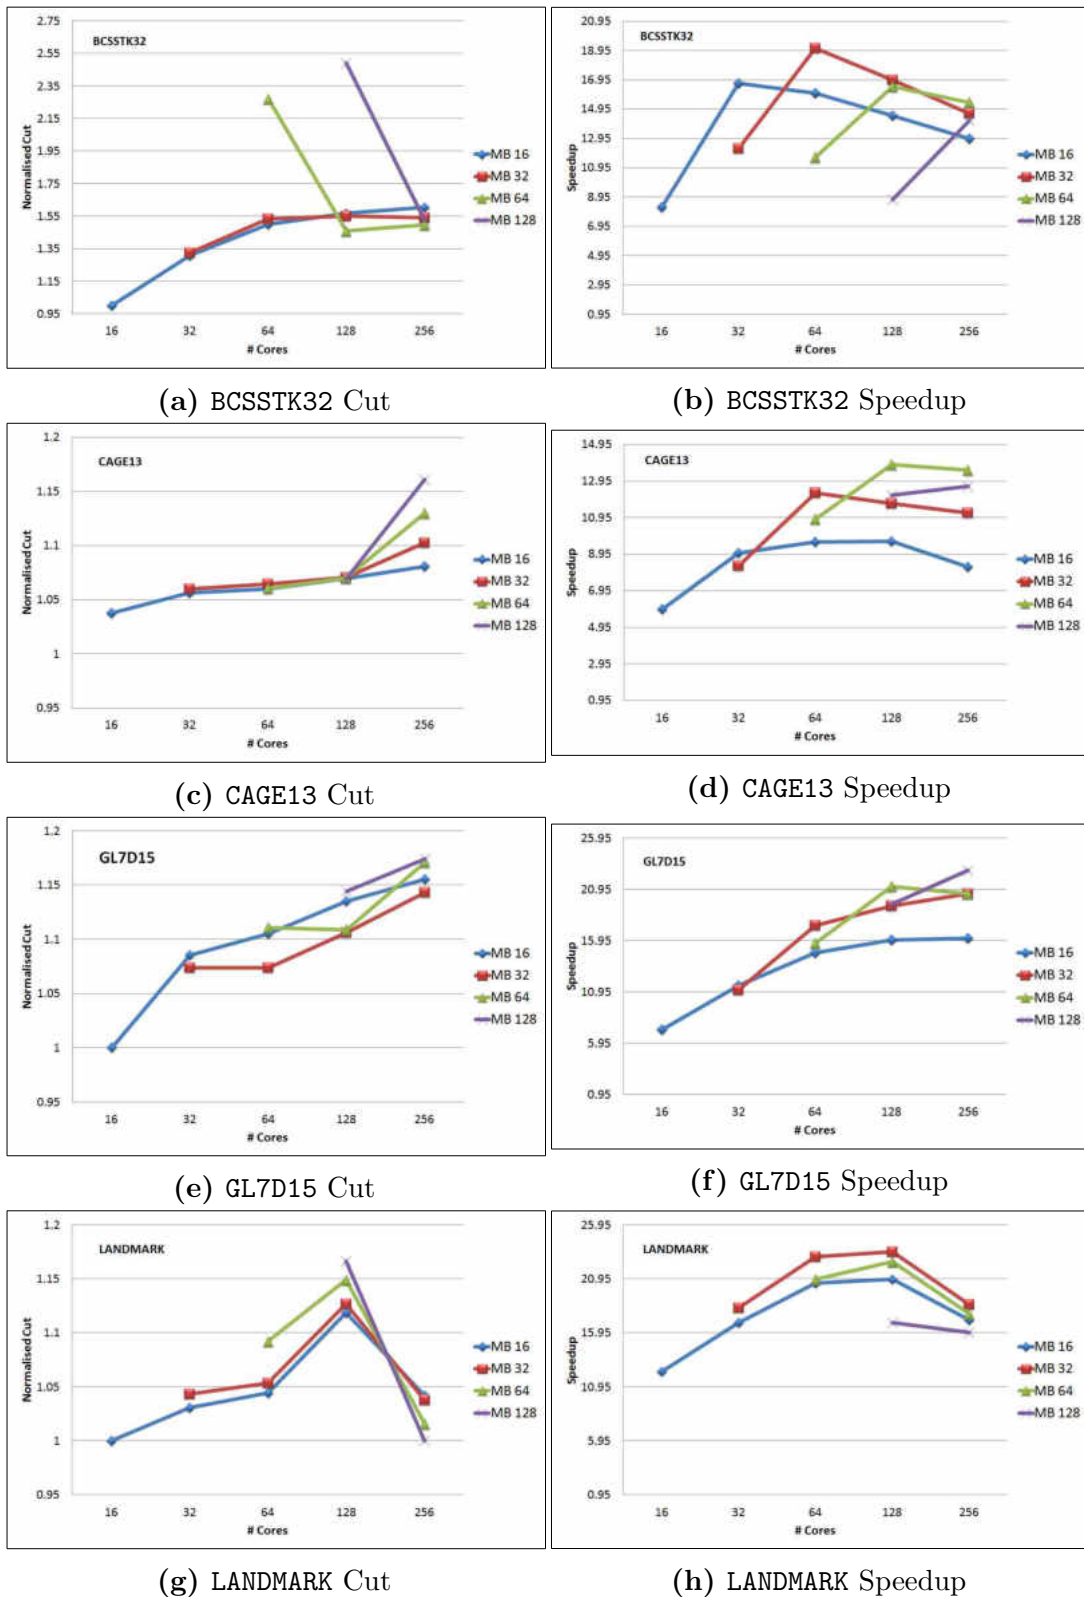 BCSSTK32
Normalised Cut
2.75
2.55
2.35
2.15
1.95
1.75
1.55
1.35
1.15
0.95
16 32 64 128 256
# Cores
MB 16
MB 32
MB 64
MB 128
(a) BCSSTK32 Cut
BCSSTK32
Speedup
20.95
18.95
16.95
14.95
12.95
10.95
8.95
6.95
4.95
2.95
0.95
16 32 64 128 256
# Cores
MB 16
MB 32
MB 64
MB 128
(b) BCSSTK32 Speedup
CAGE13
Normalised Cut
1.2
1.15
1.1
1.05
1
0.95
16 32 64 128 256
# Cores
MB 16
MB 32
MB 64
MB 128
(c) CAGE13 Cut
CAGE13
Speedup
14.95
12.95
10.95
8.95
6.95
4.95
2.95
0.95
16 32 64 128 256
# Cores
MB 16
MB 32
MB 64
MB 128
(d) CAGE13 Speedup
GL7D15
Normalised Cut
1.2
1.15
1.1
1.05
1
0.95
16 32 64 128 256
# Cores
MB 16
MB 32
MB 64
MB 128
(e) GL7D15 Cut
GL7D15
Speedup
25.95
20.95
15.95
10.95
5.95
0.95
16 32 64 128 256
# Cores
MB 16
MB 32
MB 64
MB 128
(f) GL7D15 Speedup
LANDMARK
Normalised Cut
1.2
1.15
1.1
1.05
1
0.95
16 32 64 128 256
# Cores
MB 16
MB 32
MB 64
MB 128
(g) LANDMARK Cut
LANDMARK
Speedup
25.95
20.95
15.95
10.95
5.95
0.95
16 32 64 128 256
# Cores
MB 16
MB 32
MB 64
MB 128
(h) LANDMARK Speedup